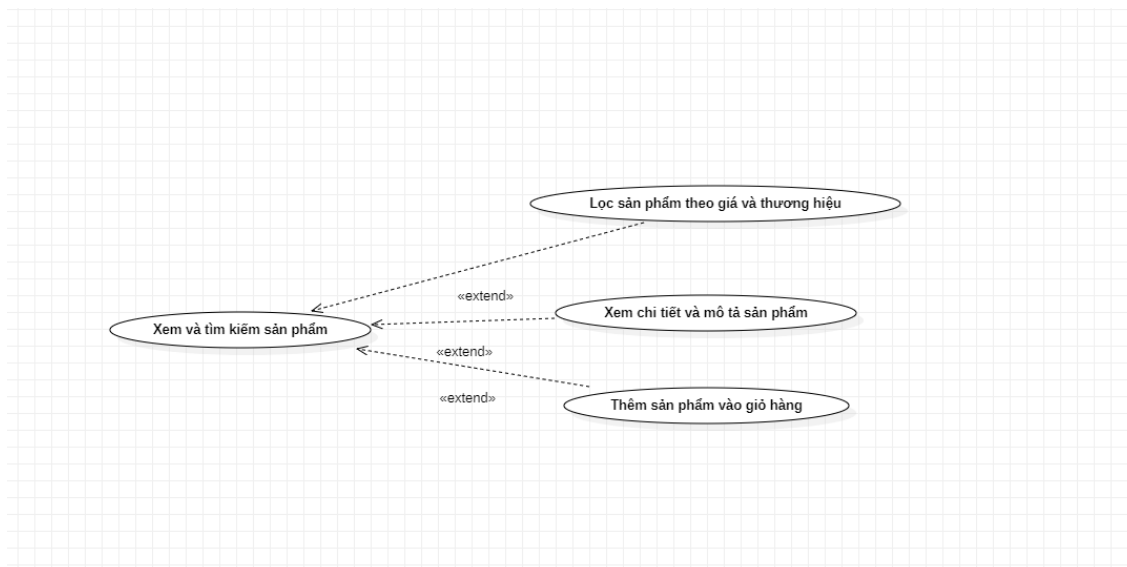 Lọc sản phẩm theo giá và thương hiệu
«extend»
Xem chi tiết và mô tả sản phẩm
Xem và tìm kiếm sản phẩm
«extend»
«extend»
Thêm sản phẩm vào giỏ hàng